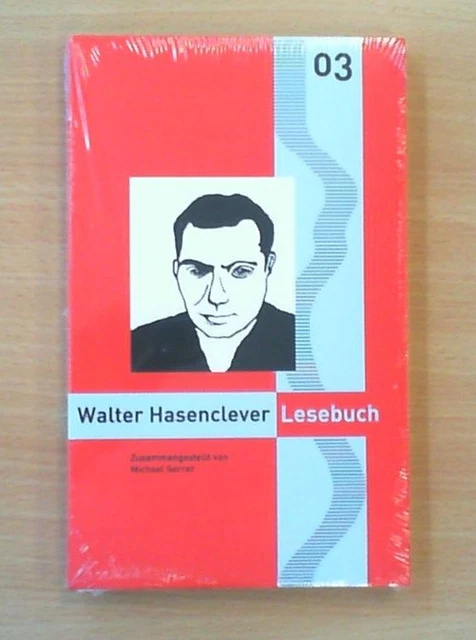 03
Walter Hasenclever Lesebuch
Zusammengestellt von
Michael Serrer